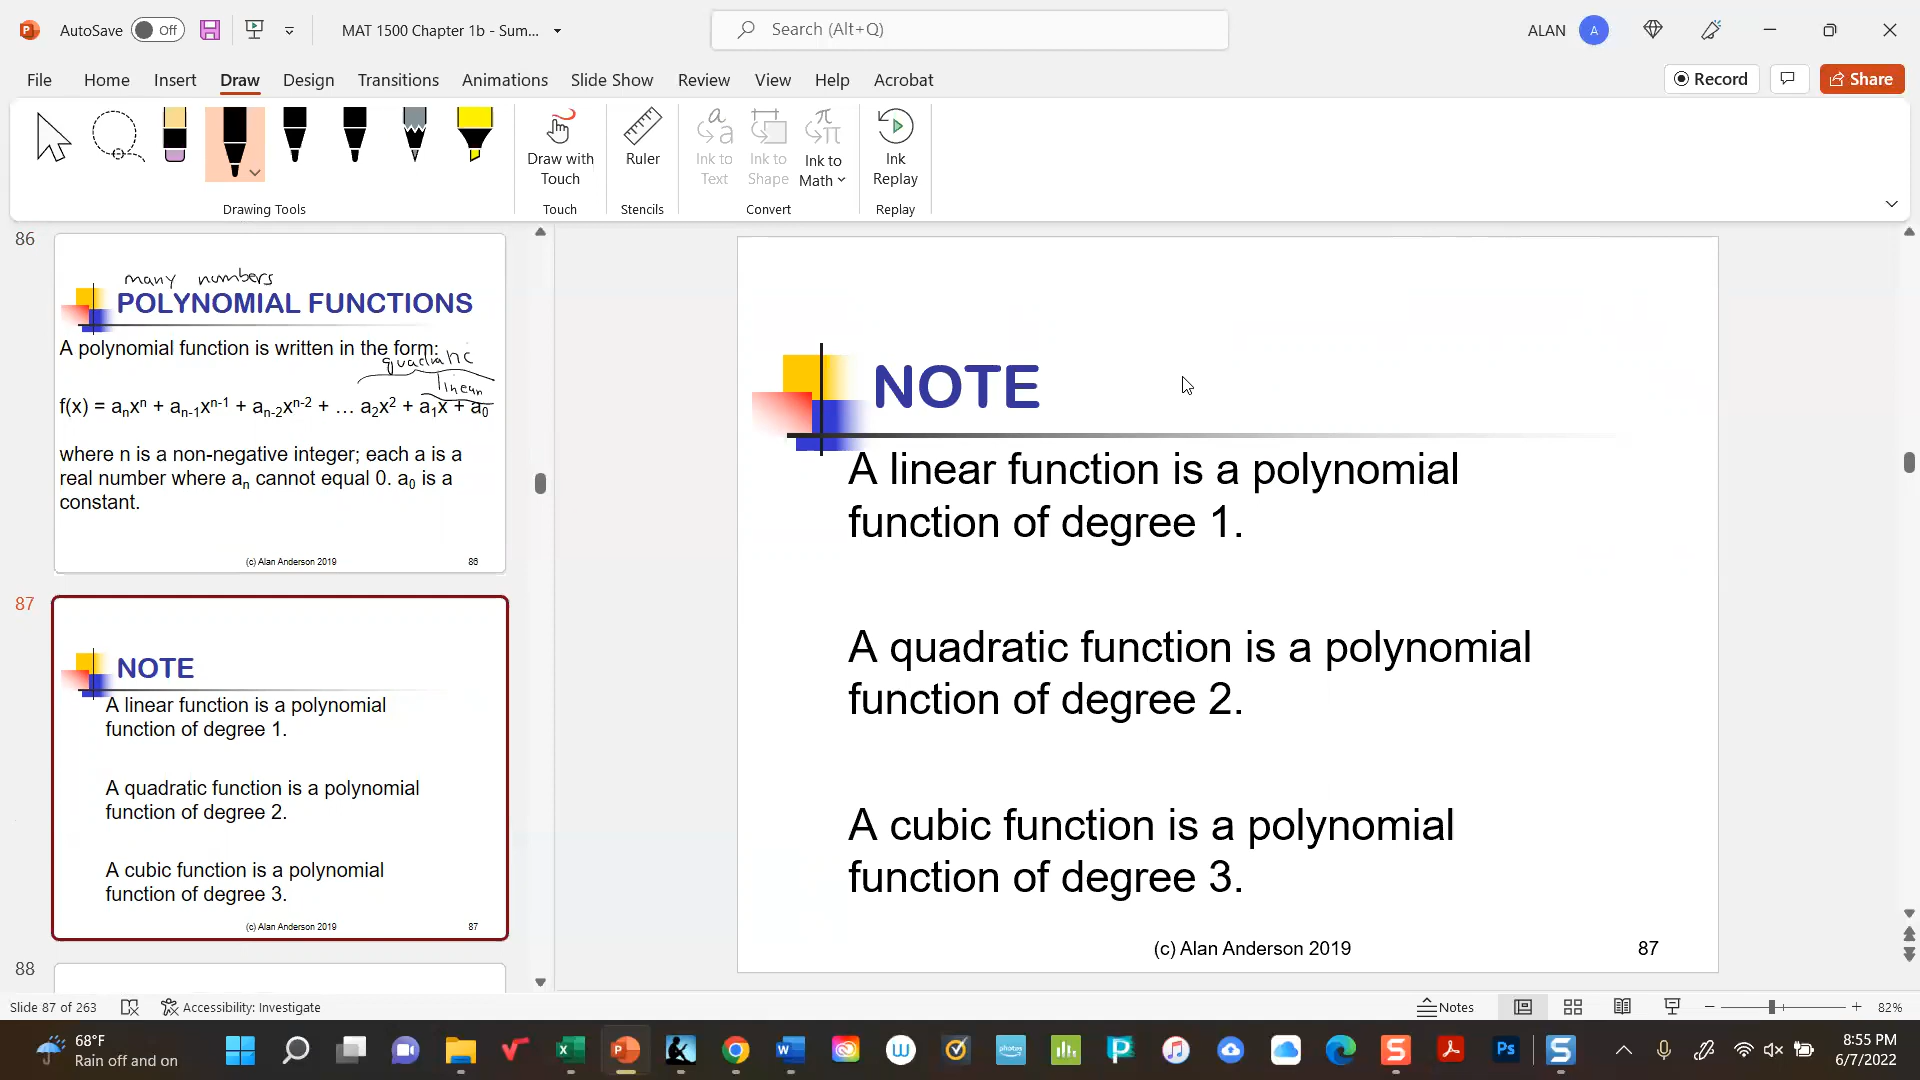 AutoSave Off MAT 1500 Chapter 1b - Sum... Search (Alt+Q) ALAN A
File Home Insert Draw Design Transitions Animations Slide Show Review View Help Acrobat Record Share
Draw with Touch
Ruler
Ink to Text
Ink to Shape
Ink to Math
Ink Replay
Drawing Tools Touch Stencils Convert Replay
86
many numbers
POLYNOMIAL FUNCTIONS
A polynomial function is written in the form:
quadratic
linear
f(x) = aₙxⁿ + aₙ₋₁xⁿ⁻¹ + aₙ₋₂xⁿ⁻² + … a₂x² + a₁x + a₀
where n is a non-negative integer; each a is a
real number where aₙ cannot equal 0. a₀ is a
constant.
(c) Alan Anderson 2019 86
87
NOTE
A linear function is a polynomial
function of degree 1.
A quadratic function is a polynomial
function of degree 2.
A cubic function is a polynomial
function of degree 3.
(c) Alan Anderson 2019 87
88
NOTE
A linear function is a polynomial
function of degree 1.
A quadratic function is a polynomial
function of degree 2.
A cubic function is a polynomial
function of degree 3.
(c) Alan Anderson 2019 87
Slide 87 of 263 Accessibility: Investigate Notes 82%
68°F
Rain off and on
photos
8:55 PM
6/7/2022